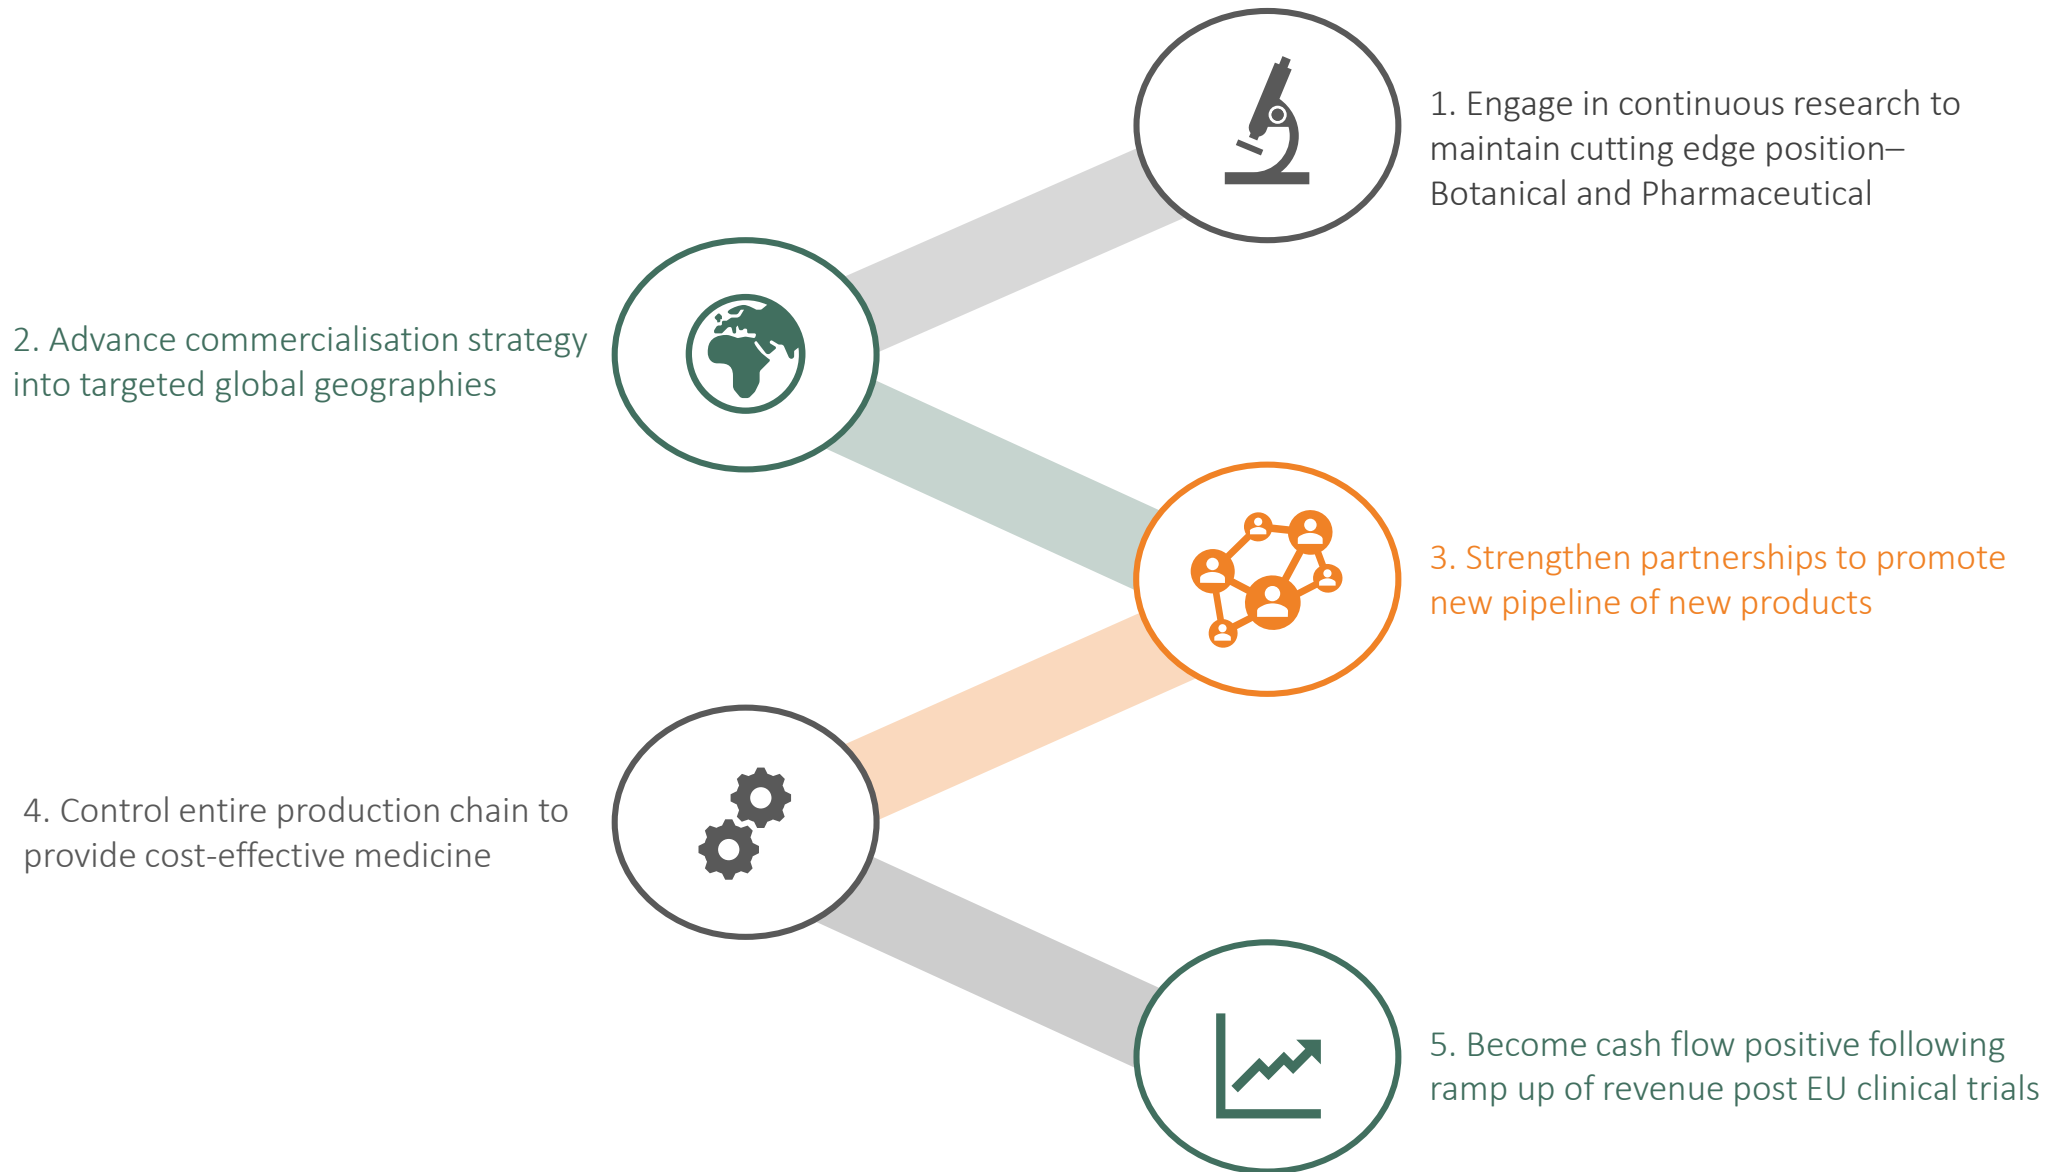 1. Engage in continuous research to
maintain cutting edge position–
Botanical and Pharmaceutical
2. Advance commercialisation strategy
into targeted global geographies
3. Strengthen partnerships to promote
new pipeline of new products
4. Control entire production chain to
provide cost-effective medicine
5. Become cash flow positive following
ramp up of revenue post EU clinical trials